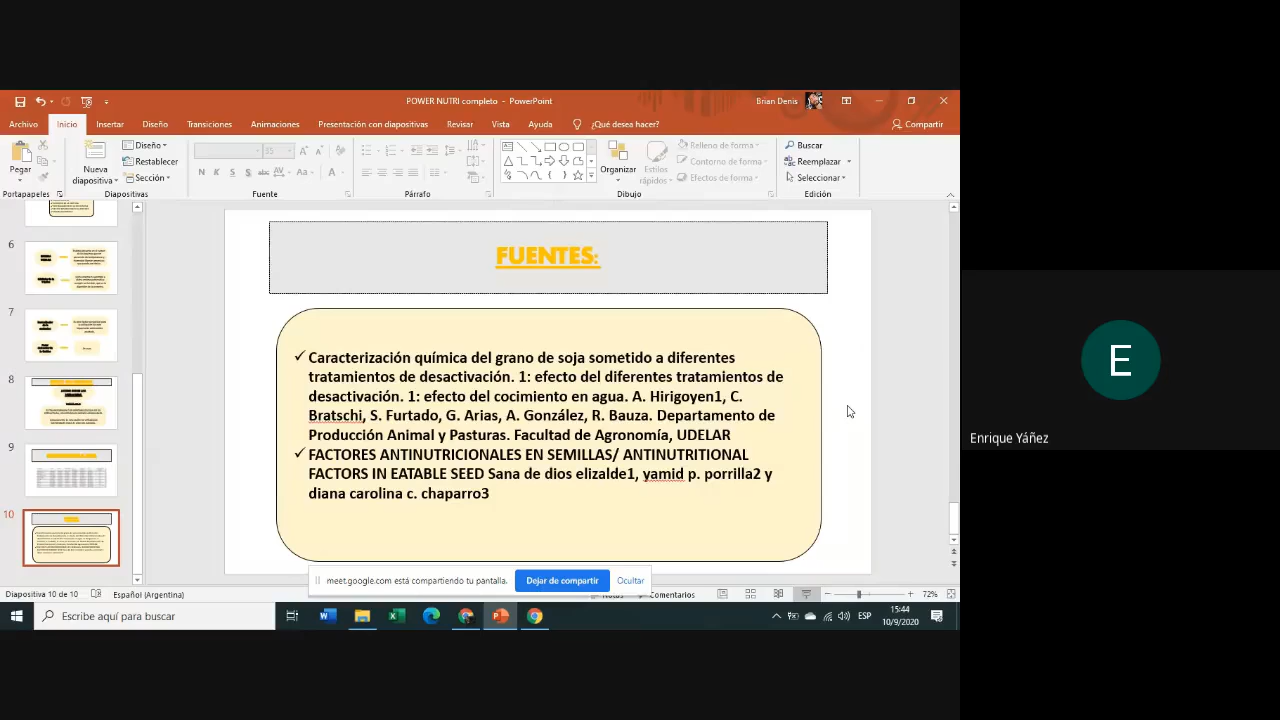 POWER NUTRI completo - PowerPoint
Brian Denis
Archivo Inicio Insertar Diseño Transiciones Animaciones Presentación con diapositivas Revisar Vista Ayuda ¿Qué desea hacer? Compartir
Pegar
Nueva diapositiva
Diseño
Restablecer
Sección
Organizar
Estilos rápidos
Relleno de forma
Contorno de forma
Efectos de forma
Buscar
Reemplazar
Seleccionar
Portapapeles Diapositivas Fuente Párrafo Dibujo Edición
6
7
8
9
10
FUENTES:
✓ Caracterización química del grano de soja sometido a diferentes
tratamientos de desactivación. 1: efecto del diferentes tratamientos de
desactivación. 1: efecto del cocimiento en agua. A. Hirigoyen1, C.
Bratschi, S. Furtado, G. Arias, A. González, R. Bauza. Departamento de
Producción Animal y Pasturas. Facultad de Agronomía, UDELAR
✓ FACTORES ANTINUTRICIONALES EN SEMILLAS/ ANTINUTRITIONAL
FACTORS IN EATABLE SEED Sana de dios elizalde1, yamid p. porrilla2 y
diana carolina c. chaparro3
meet.google.com está compartiendo tu pantalla. Dejar de compartir Ocultar
Diapositiva 10 de 10 Español (Argentina) Notas Comentarios 72%
Escribe aquí para buscar
ESP
15:44
10/9/2020
E
Enrique Yáñez